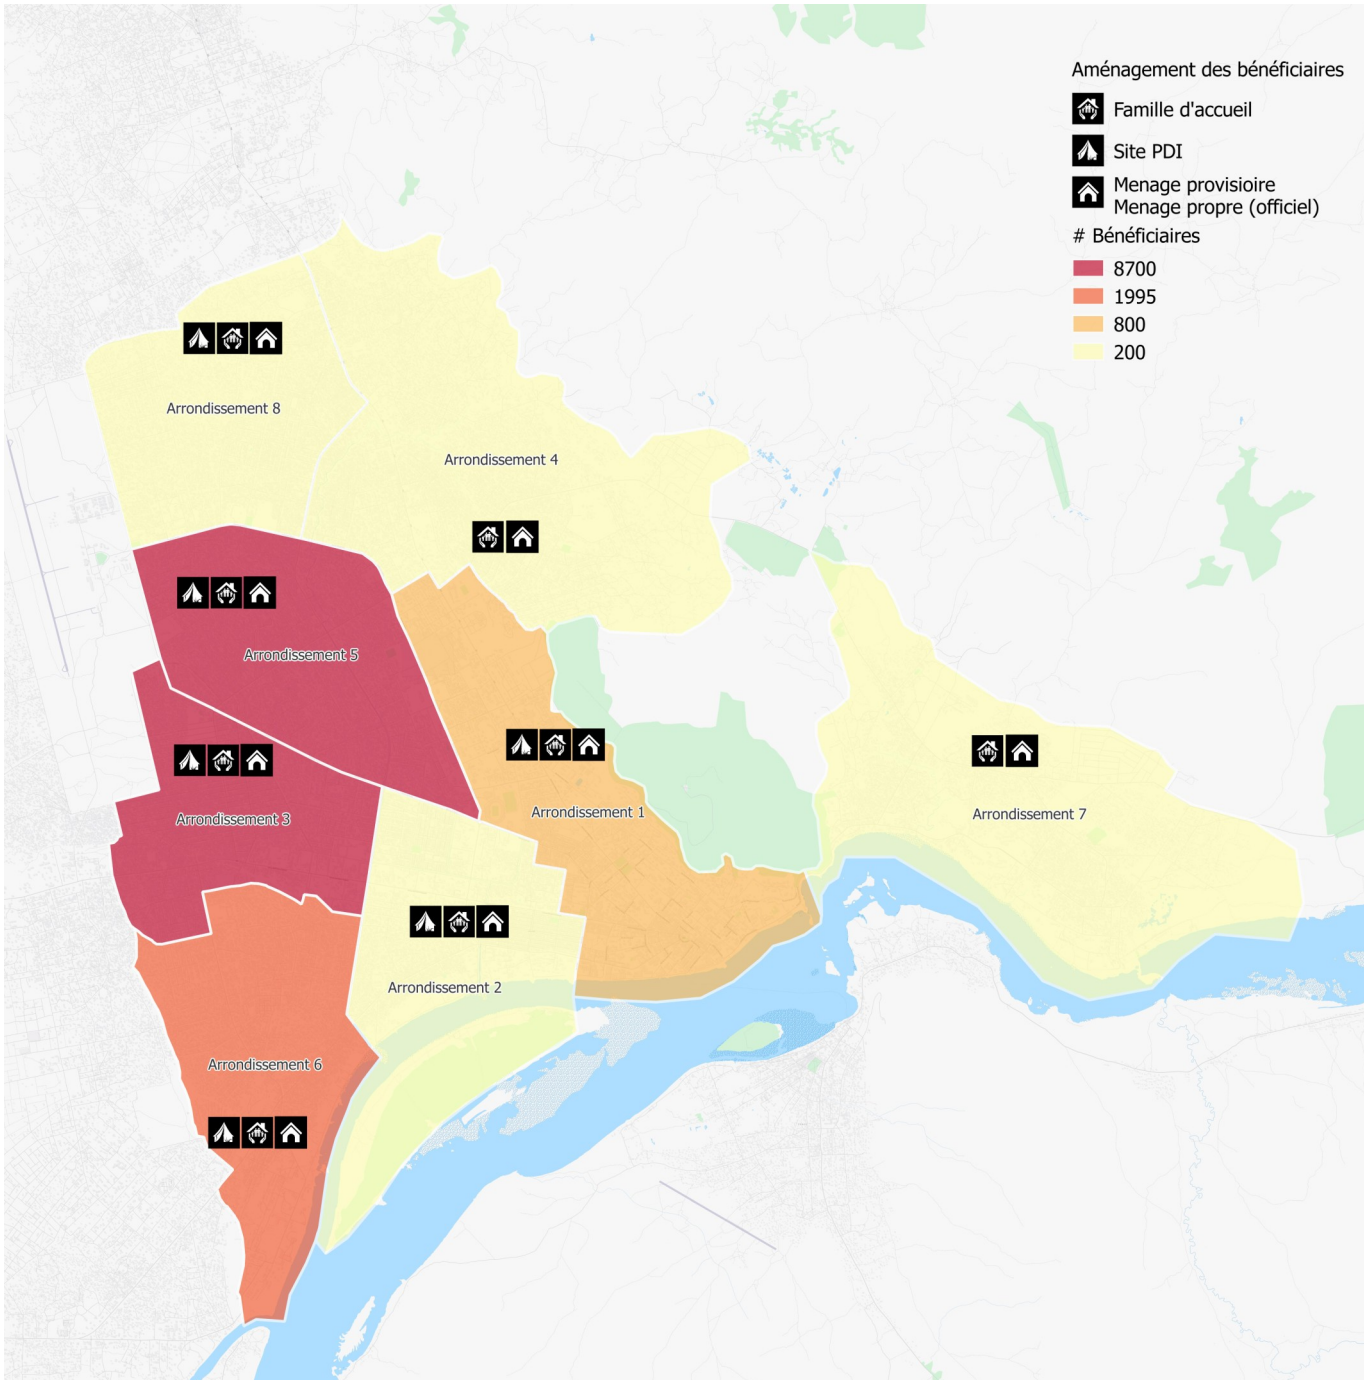 Aménagement des bénéficiaires
Famille d'accueil
Site PDI
Menage provisioire
Menage propre (officiel)
# Bénéficiaires
8700
1995
800
200
Arrondissement 8
Arrondissement 4
Arrondissement 5
Arrondissement 1
Arrondissement 7
Arrondissement 3
Arrondissement 2
Arrondissement 6